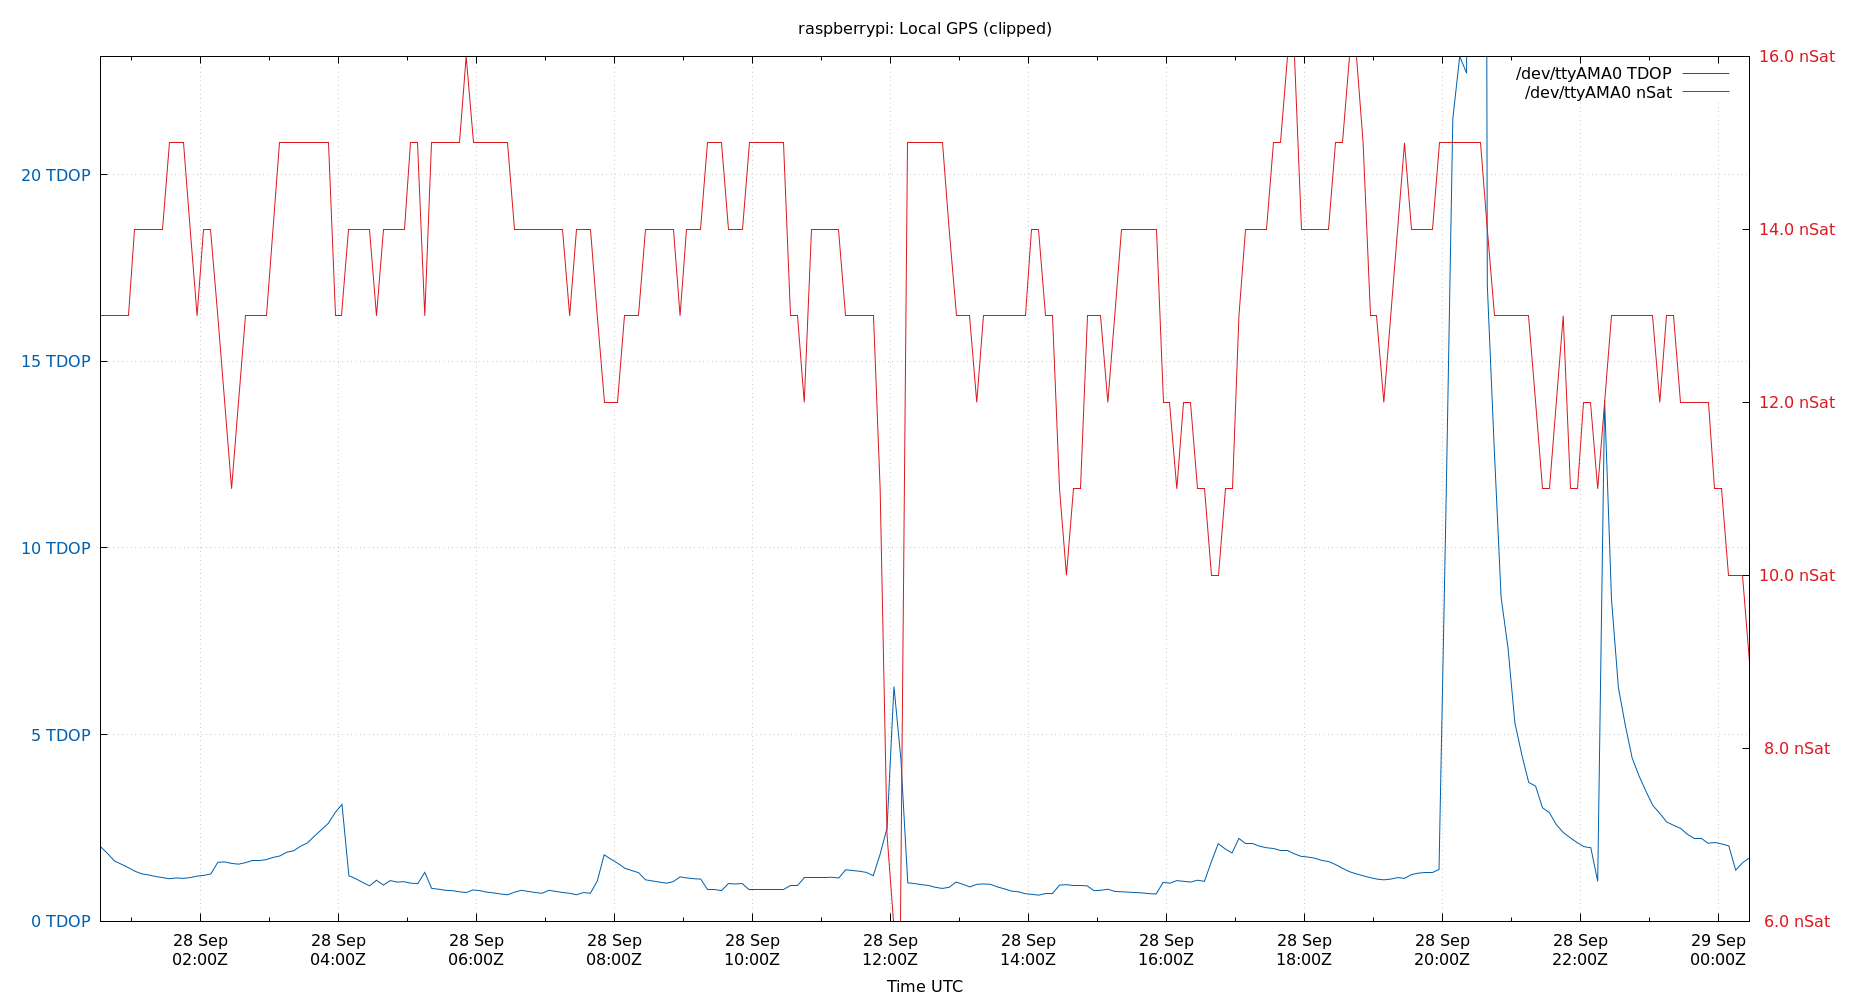 raspberrypi: Local GPS (clipped)
/dev/ttyAMA0 TDOP
/dev/ttyAMA0 nSat
20 TDOP
15 TDOP
10 TDOP
5 TDOP
0 TDOP
16.0 nSat
14.0 nSat
12.0 nSat
10.0 nSat
8.0 nSat
6.0 nSat
28 Sep 28 Sep 28 Sep 28 Sep 28 Sep 28 Sep 28 Sep 28 Sep 28 Sep 28 Sep 28 Sep 29 Sep
02:00Z 04:00Z 06:00Z 08:00Z 10:00Z 12:00Z 14:00Z 16:00Z 18:00Z 20:00Z 22:00Z 00:00Z
Time UTC